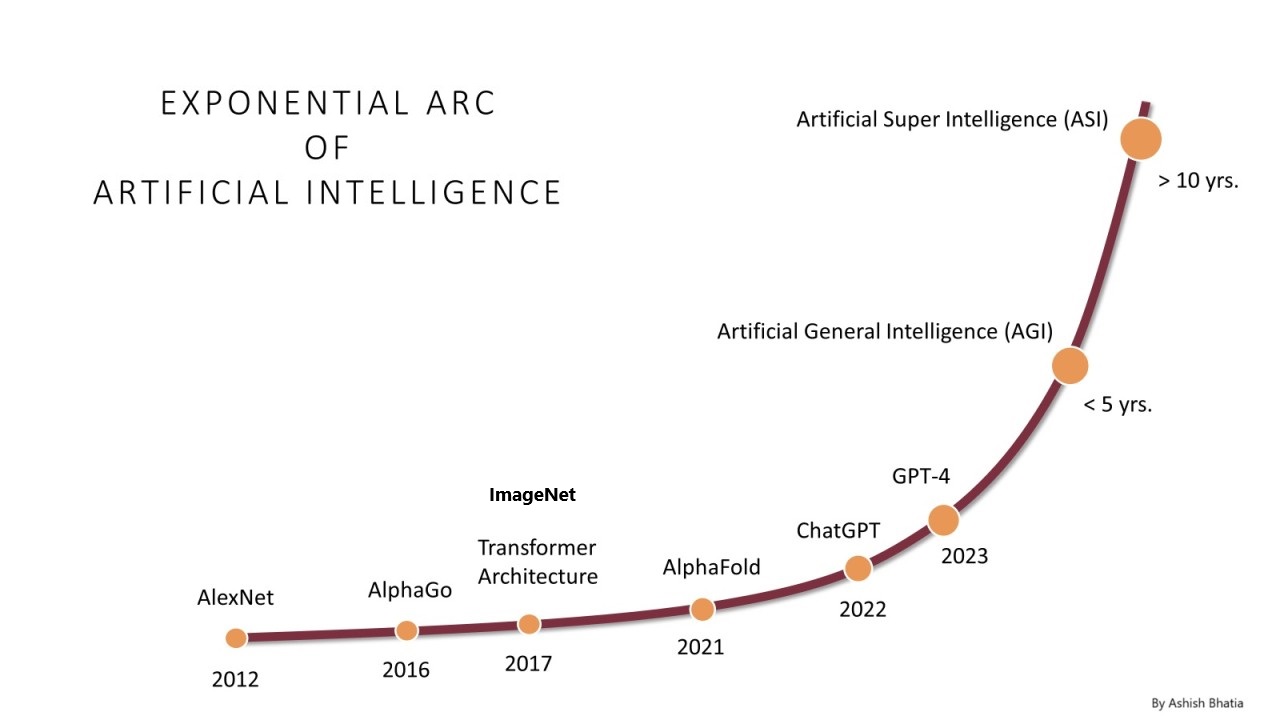 EXPONENTIAL ARC
OF
ARTIFICIAL INTELLIGENCE
Artificial Super Intelligence (ASI)
> 10 yrs.
Artificial General Intelligence (AGI)
< 5 yrs.
GPT-4
2023
ChatGPT
2022
AlphaFold
2021
ImageNet
Transformer
Architecture
2017
AlphaGo
2016
AlexNet
2012
By Ashish Bhatia